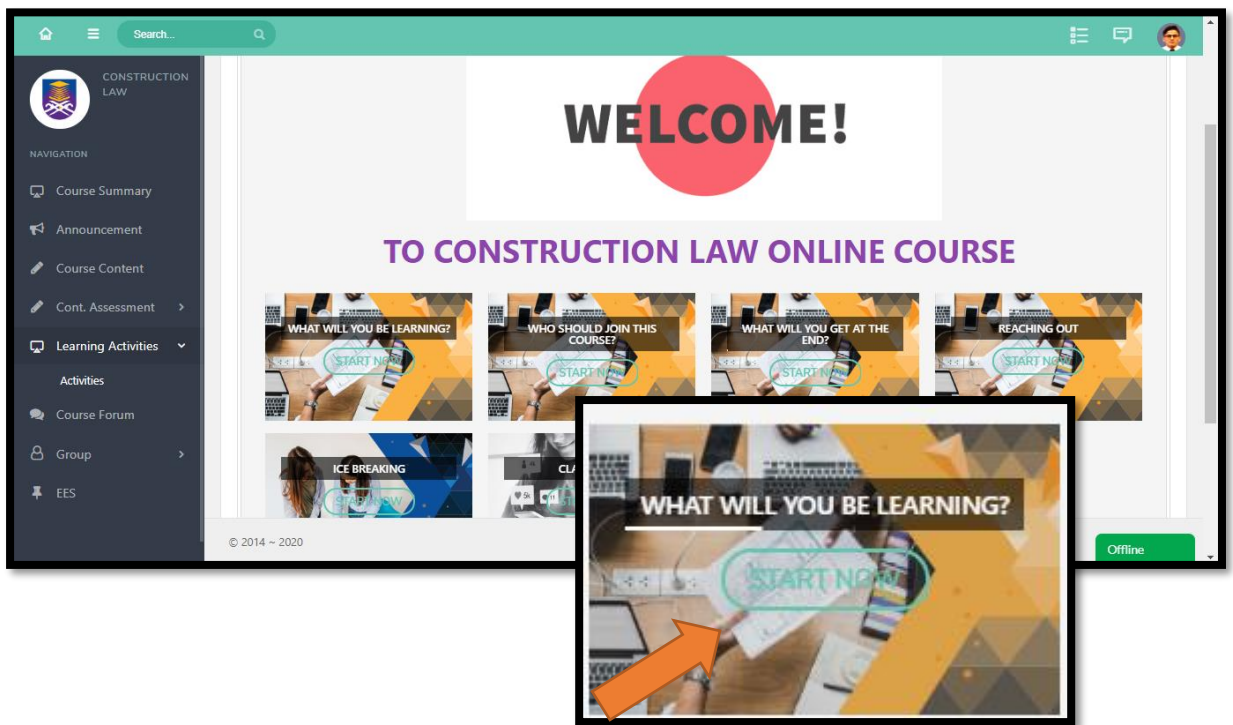 Search...
CONSTRUCTION
LAW
NAVIGATION
Course Summary
Announcement
Course Content
Cont. Assessment
Learning Activities
Activities
Course Forum
Group
EES
WELCOME!
TO CONSTRUCTION LAW ONLINE COURSE
WHAT WILL YOU BE LEARNING?
START NOW
WHO SHOULD JOIN THIS
COURSE?
START NOW
WHAT WILL YOU GET AT THE
END?
START NOW
REACHING OUT
START NOW
ICE BREAKING
START NOW
CLA
5k
© 2014 ~ 2020
Offline
WHAT WILL YOU BE LEARNING?
START NOW